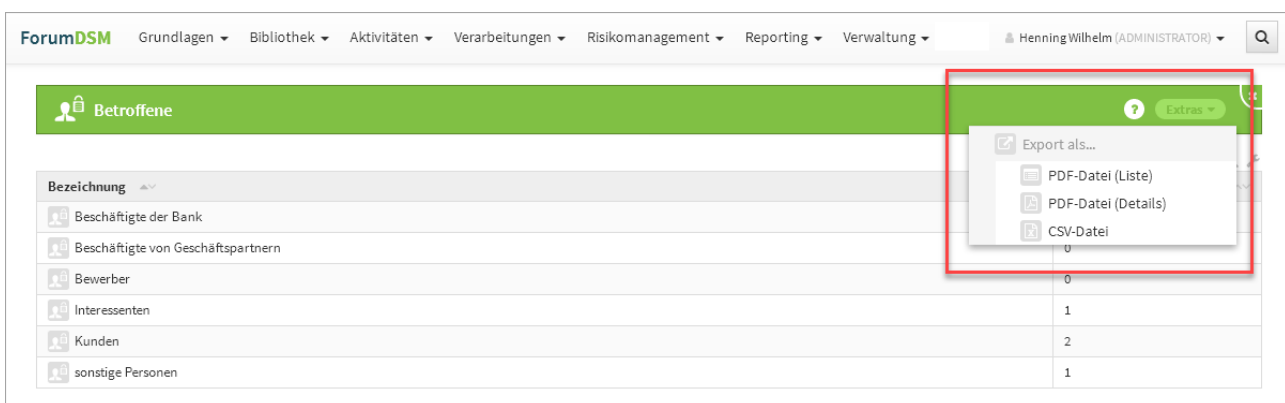 ForumDSM Grundlagen Bibliothek Aktivitäten Verarbeitungen Risikomanagement Reporting Verwaltung Henning Wilhelm (ADMINISTRATOR)
Betroffene ? Extras
Export als...
PDF-Datei (Liste)
PDF-Datei (Details)
CSV-Datei
Bezeichnung
Beschäftigte der Bank
Beschäftigte von Geschäftspartnern 0
Bewerber 0
Interessenten 1
Kunden 2
sonstige Personen 1